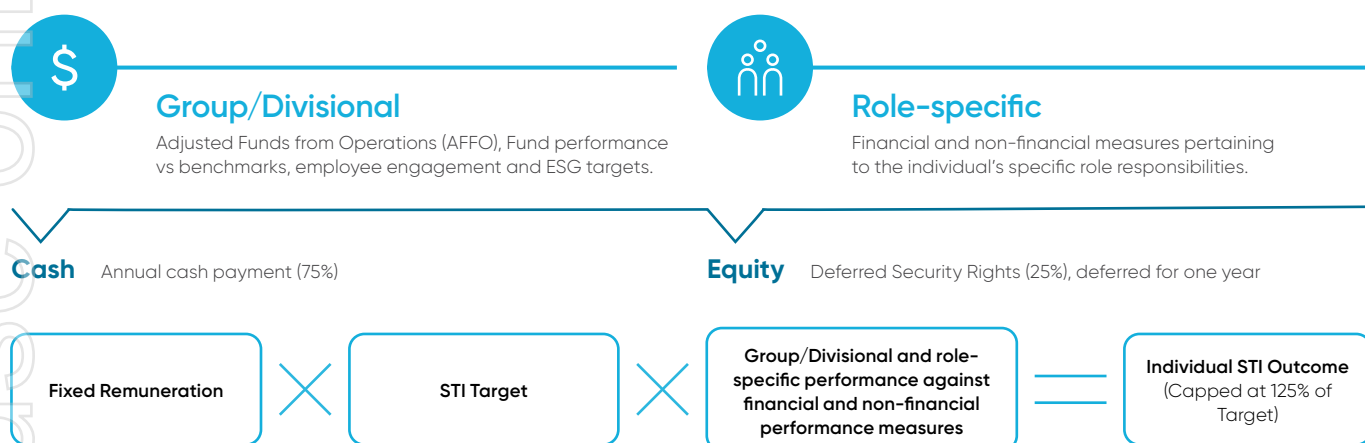 $
Group/Divisional
Adjusted Funds from Operations (AFFO), Fund performance
vs benchmarks, employee engagement and ESG targets.
Role-specific
Financial and non-financial measures pertaining
to the individual's specific role responsibilities.
Cash Annual cash payment (75%)
Equity Deferred Security Rights (25%), deferred for one year
Fixed Remuneration
STI Target
Group/Divisional and role-
specific performance against
financial and non-financial
performance measures
Individual STI Outcome
(Capped at 125% of
Target)